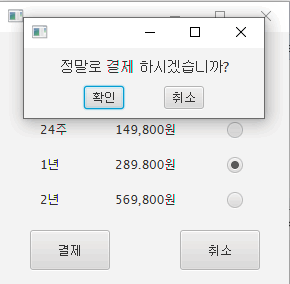 정말로 결제 하시겠습니까?
확인 취소
24주 149,800원
1년 289.800원
2년 569,800원
결제 취소